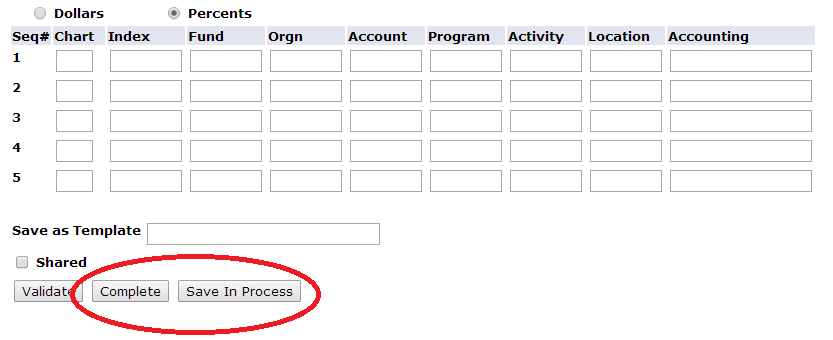 Dollars Percents
Seq# Chart Index Fund Orgn Account Program Activity Location Accounting
1
2
3
4
5
Save as Template
Shared
Validate Complete Save In Process